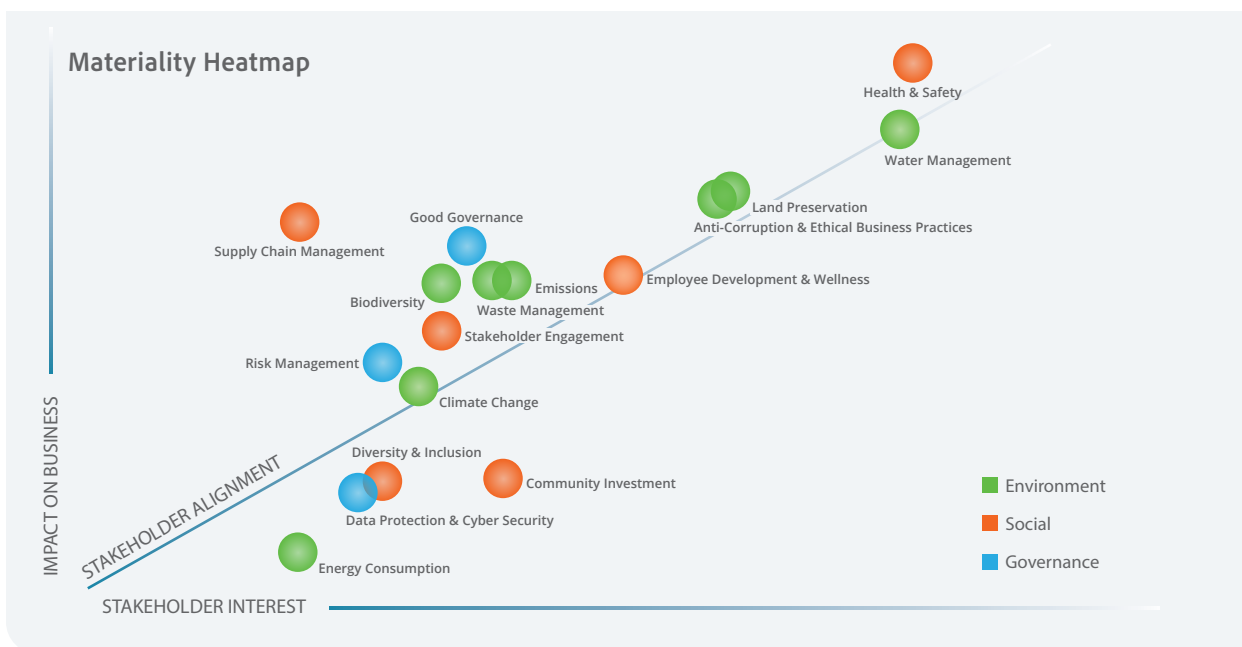 Materiality Heatmap
Health & Safety
Water Management
Land Preservation
Anti-Corruption & Ethical Business Practices
Good Governance
Supply Chain Management
Employee Development & Wellness
Emissions
Biodiversity
Waste Management
Stakeholder Engagement
Risk Management
Climate Change
Diversity & Inclusion
Community Investment
Data Protection & Cyber Security
Energy Consumption
IMPACT ON BUSINESS
STAKEHOLDER ALIGNMENT
STAKEHOLDER INTEREST
Environment
Social
Governance